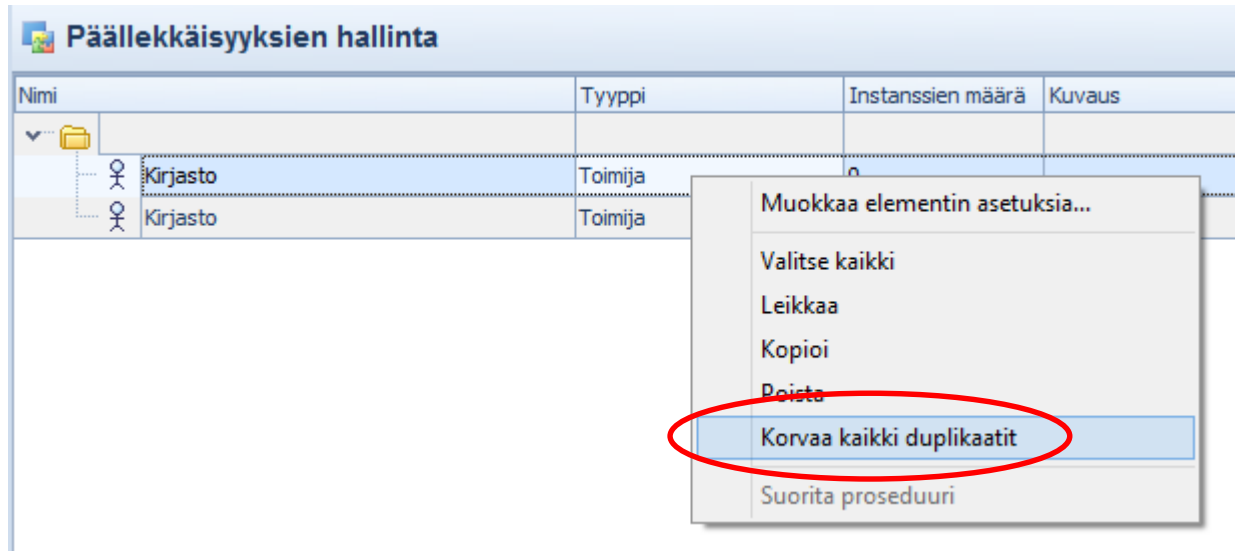 Päällekkäisyyksien hallinta
Nimi Tyyppi Instanssien määrä Kuvaus
Kirjasto Toimija 0
Kirjasto Toimija
Muokkaa elementin asetuksia...
Valitse kaikki
Leikkaa
Kopioi
Poista
Korvaa kaikki duplikaatit
Suorita proseduuri